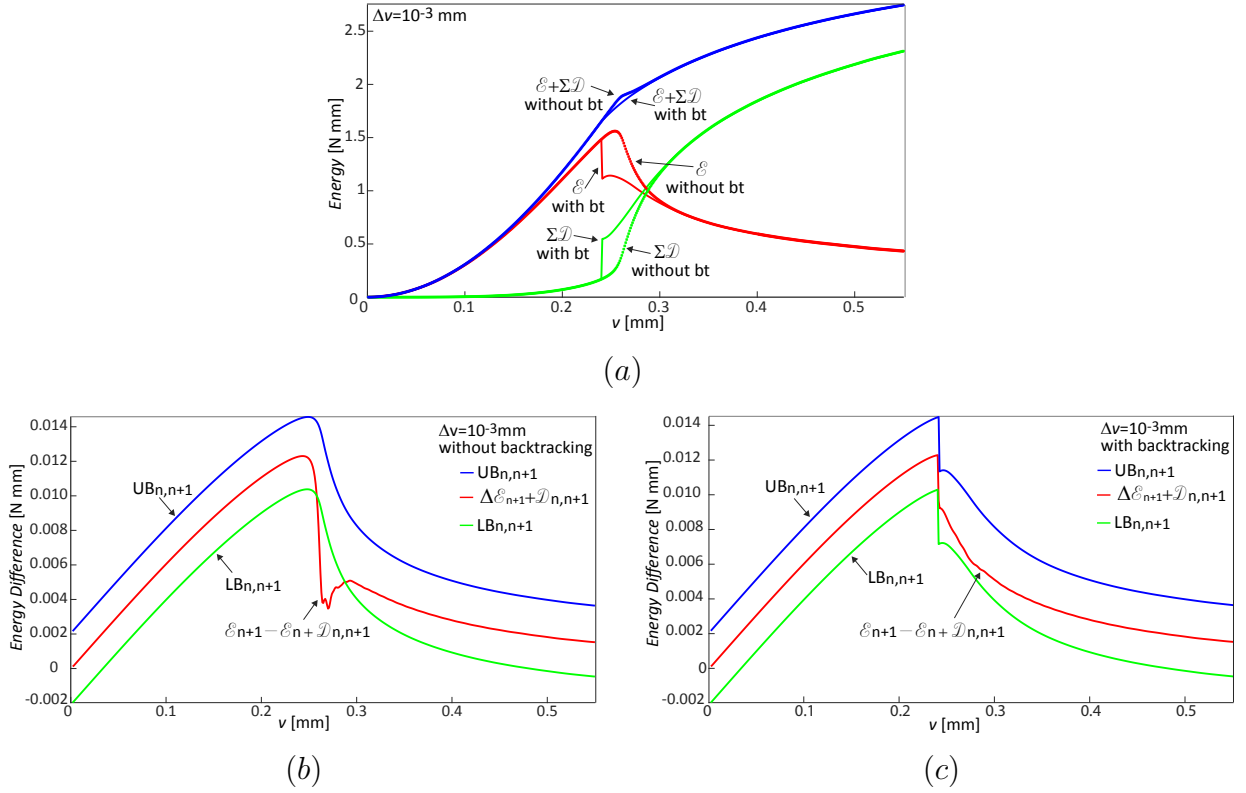 Δv=10-3 mm
Energy [N mm]
2.5
2
1.5
1
0.5
0
ℰ+Σ𝒟
without bt
ℰ+Σ𝒟
with bt
ℰ
with bt
ℰ
without bt
Σ𝒟
with bt
Σ𝒟
without bt
0.1
0.2
0.3
0.4
0.5
v [mm]
(a)
Energy Difference [N mm]
0.014
0.012
0.010
0.008
0.006
0.004
0.002
0
-0.002
Δv=10-3mm
without backtracking
UBn,n+1
Δℰn+1+𝒟n,n+1
LBn,n+1
UBn,n+1
LBn,n+1
ℰn+1−ℰn+𝒟n,n+1
0
0.1
0.2
0.3
0.4
0.5
v [mm]
(b)
Energy Difference [N mm]
0.014
0.012
0.010
0.008
0.006
0.004
0.002
0
-0.002
Δv=10-3mm
with backtracking
UBn,n+1
Δℰn+1+𝒟n,n+1
LBn,n+1
UBn,n+1
LBn,n+1
ℰn+1−ℰn+𝒟n,n+1
0
0.1
0.2
0.3
0.4
0.5
v [mm]
(c)